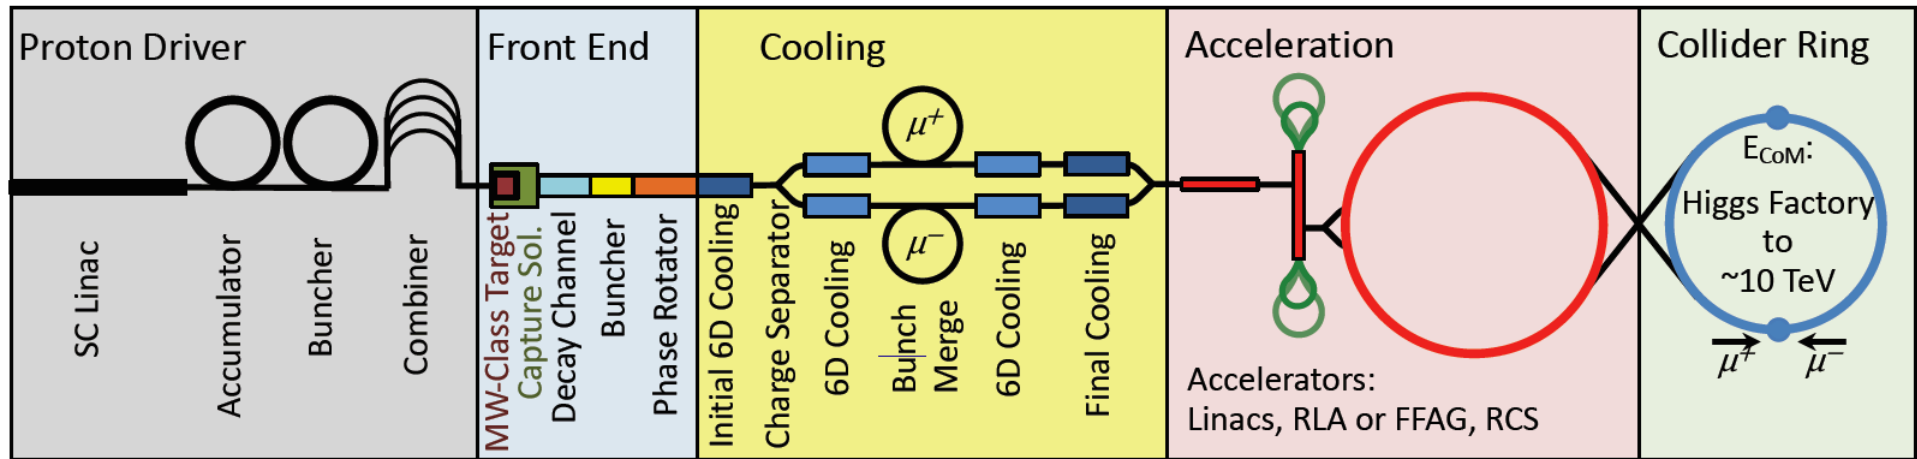 Proton Driver
SC Linac
Accumulator
Buncher
Combiner
Front End
MW-Class Target
Capture Sol.
Decay Channel
Buncher
Phase Rotator
Cooling
μ⁺
μ⁻
Initial 6D Cooling
Charge Separator
6D Cooling
Bunch
Merge
6D Cooling
Final Cooling
Acceleration
Accelerators:
Linacs, RLA or FFAG, RCS
Collider Ring
E_CoM:
Higgs Factory
to
~10 TeV
μ⁺ μ⁻